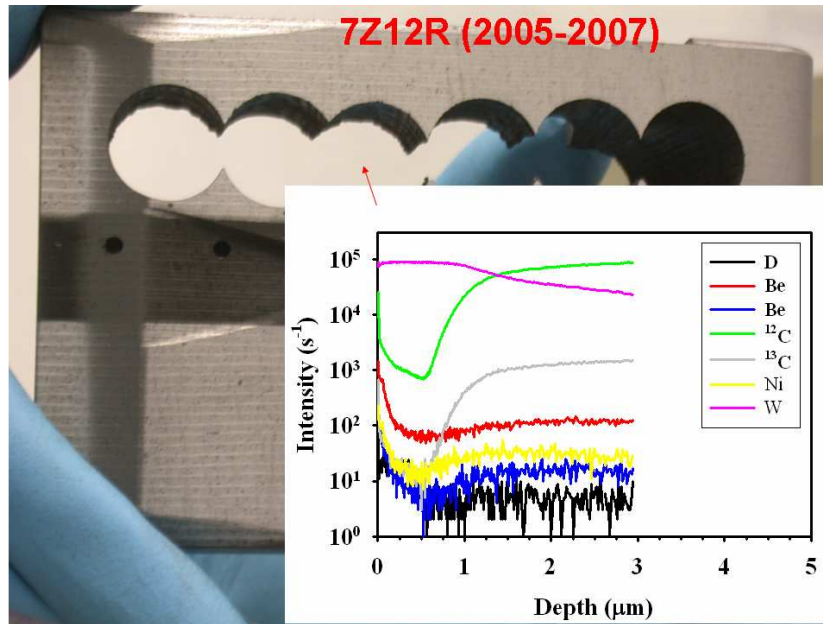 7Z12R (2005-2007)
10⁵
10⁴
10³
10²
10¹
10⁰
Intensity (s⁻¹)
0
1
2
3
4
5
Depth (μm)
D
Be
Be
¹²C
¹³C
Ni
W